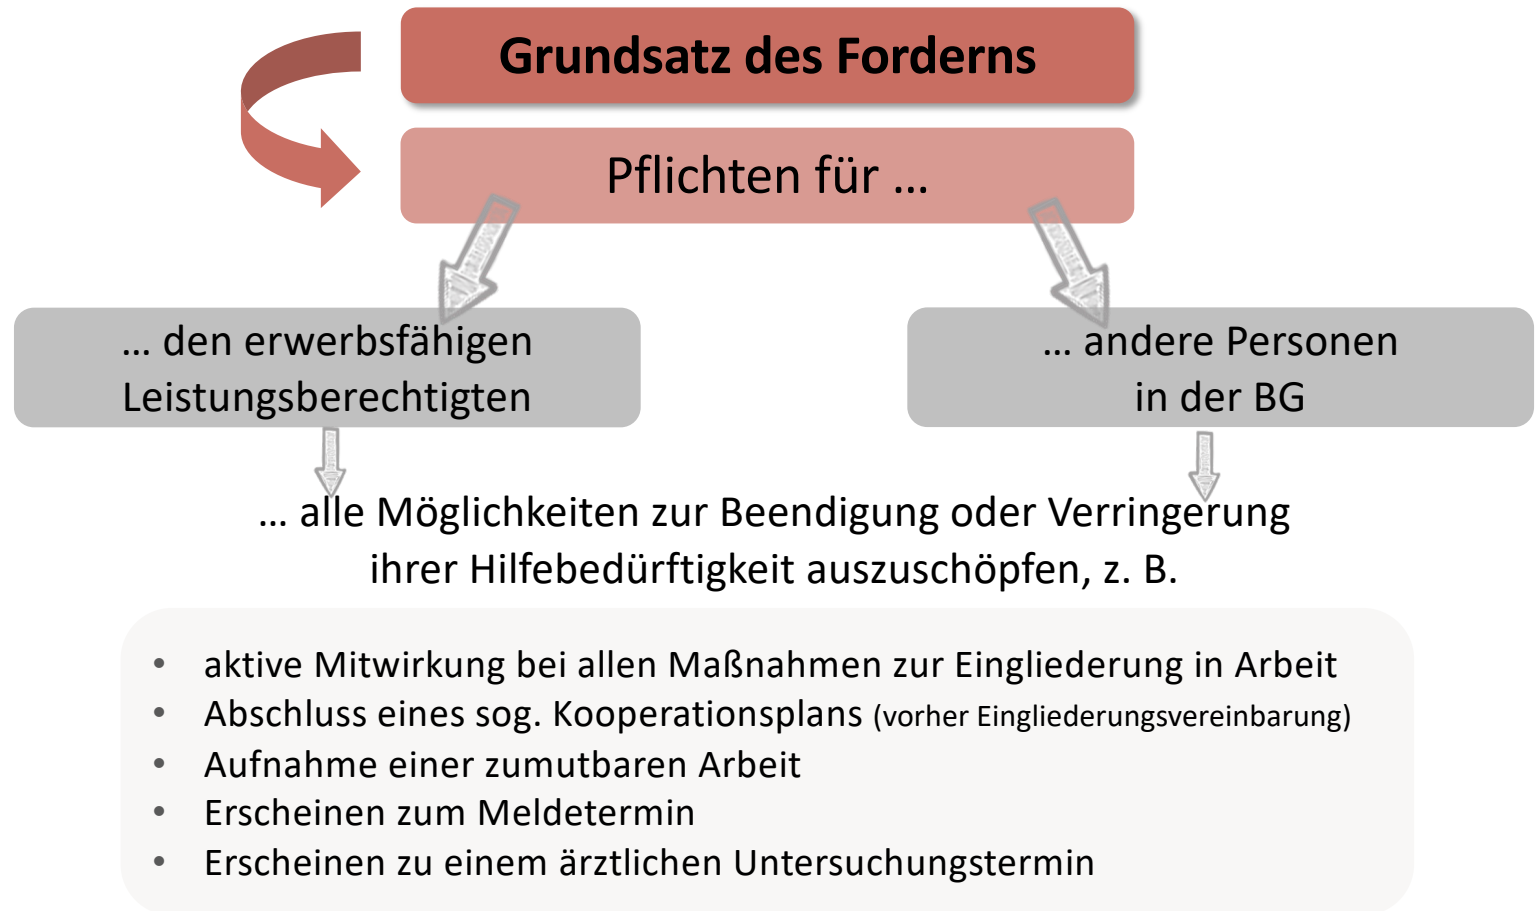 Grundsatz des Forderns
Pflichten für …
… den erwerbsfähigen
Leistungsberechtigten
… andere Personen
in der BG
… alle Möglichkeiten zur Beendigung oder Verringerung
ihrer Hilfebedürftigkeit auszuschöpfen, z. B.
• aktive Mitwirkung bei allen Maßnahmen zur Eingliederung in Arbeit
• Abschluss eines sog. Kooperationsplans (vorher Eingliederungsvereinbarung)
• Aufnahme einer zumutbaren Arbeit
• Erscheinen zum Meldetermin
• Erscheinen zu einem ärztlichen Untersuchungstermin